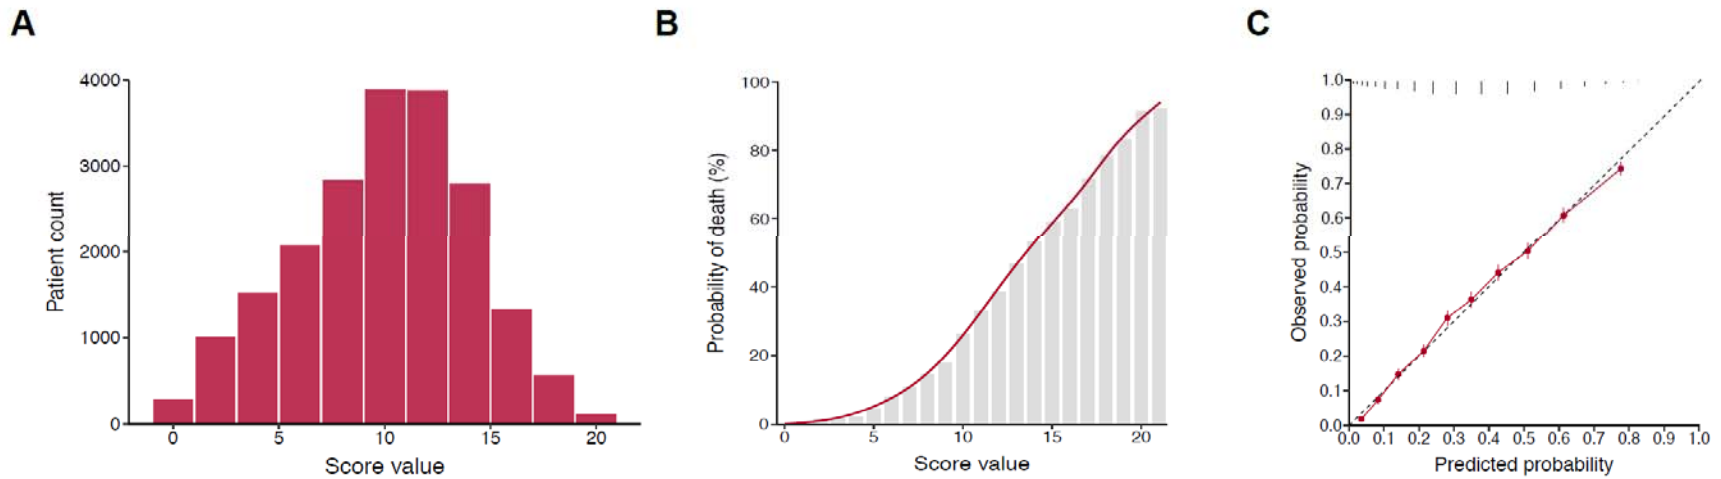 A
4000
3000
2000
1000
0
Patient count
0 5 10 15 20
Score value
B
100
80
60
40
20
0
Probability of death (%)
0 5 10 15 20
Score value
C
1.0
0.9
0.8
0.7
0.6
0.5
0.4
0.3
0.2
0.1
0.0
Observed probability
0.0 0.1 0.2 0.3 0.4 0.5 0.6 0.7 0.8 0.9 1.0
Predicted probability